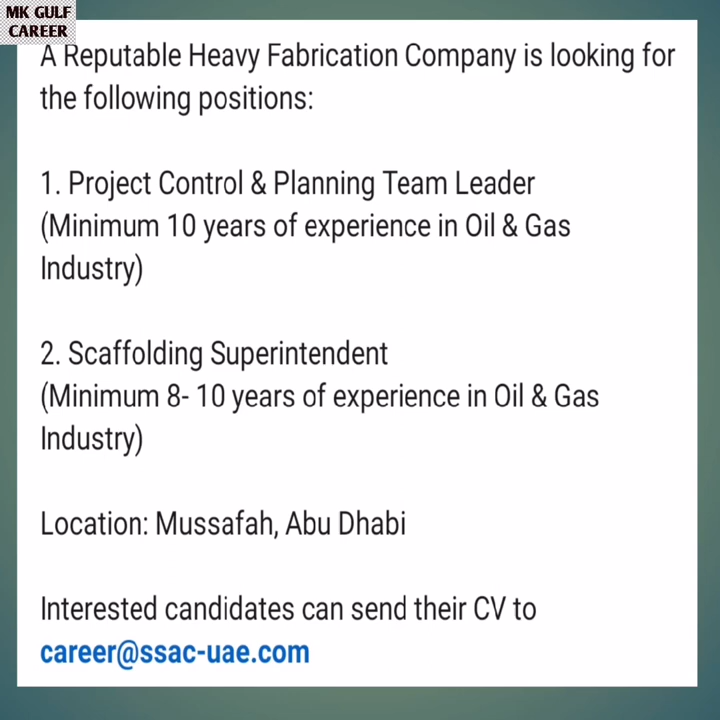 MK GULF
CAREER
A Reputable Heavy Fabrication Company is looking for
the following positions:
1. Project Control & Planning Team Leader
(Minimum 10 years of experience in Oil & Gas
Industry)
2. Scaffolding Superintendent
(Minimum 8- 10 years of experience in Oil & Gas
Industry)
Location: Mussafah, Abu Dhabi
Interested candidates can send their CV to
career@ssac-uae.com